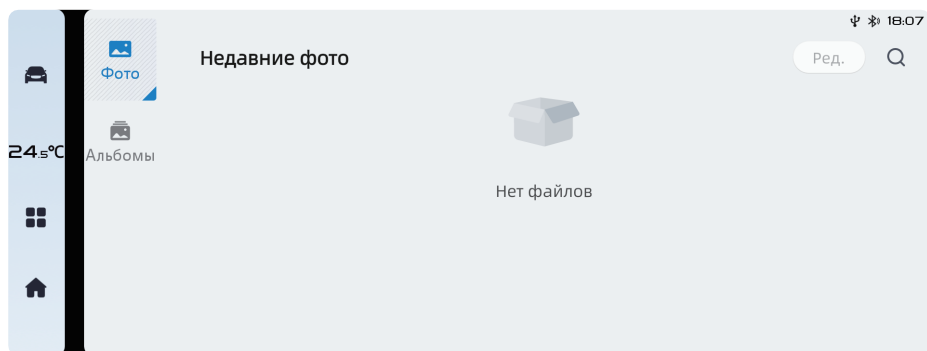 18:07
Недавние фото
Ред.
Фото
24.5°C
Альбомы
Нет файлов